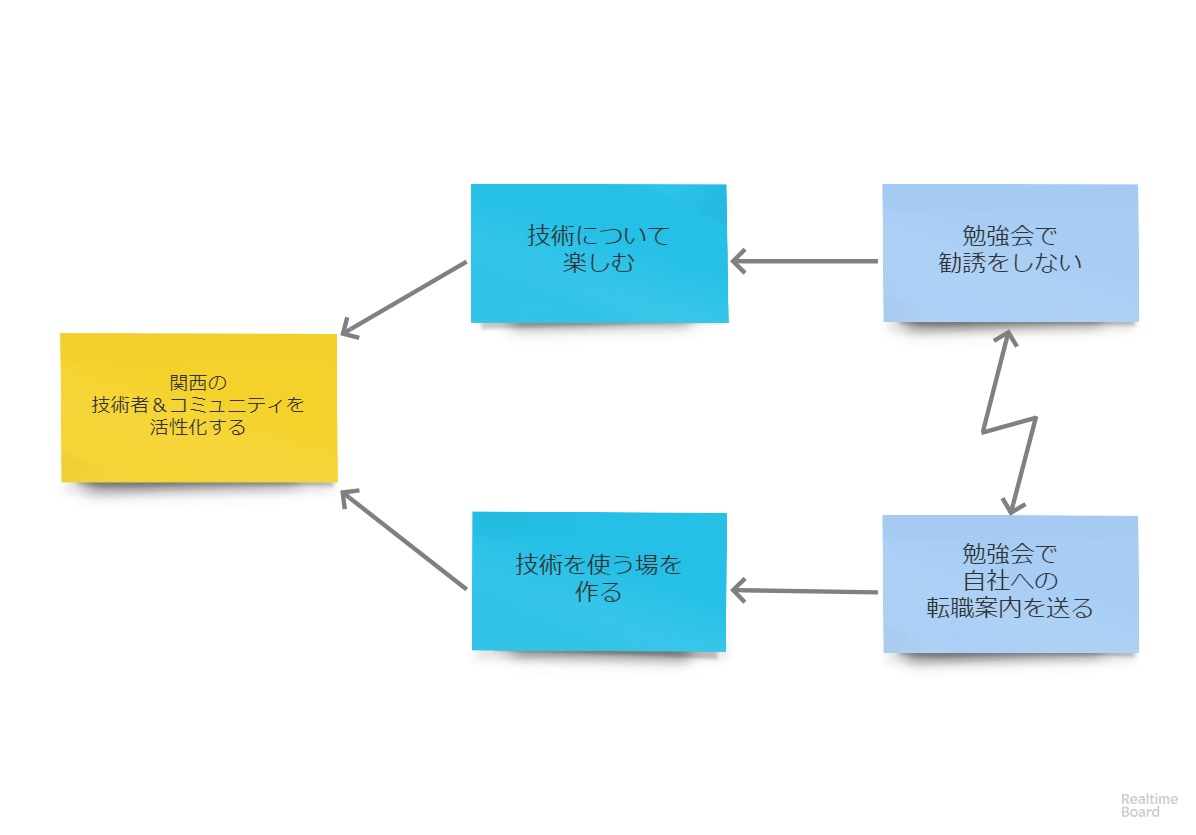 技術について
楽しむ
勉強会で
勧誘をしない
関西の
技術者＆コミュニティを
活性化する
技術を使う場を
作る
勉強会で
自社への
転職案内を送る
Realtime
Board